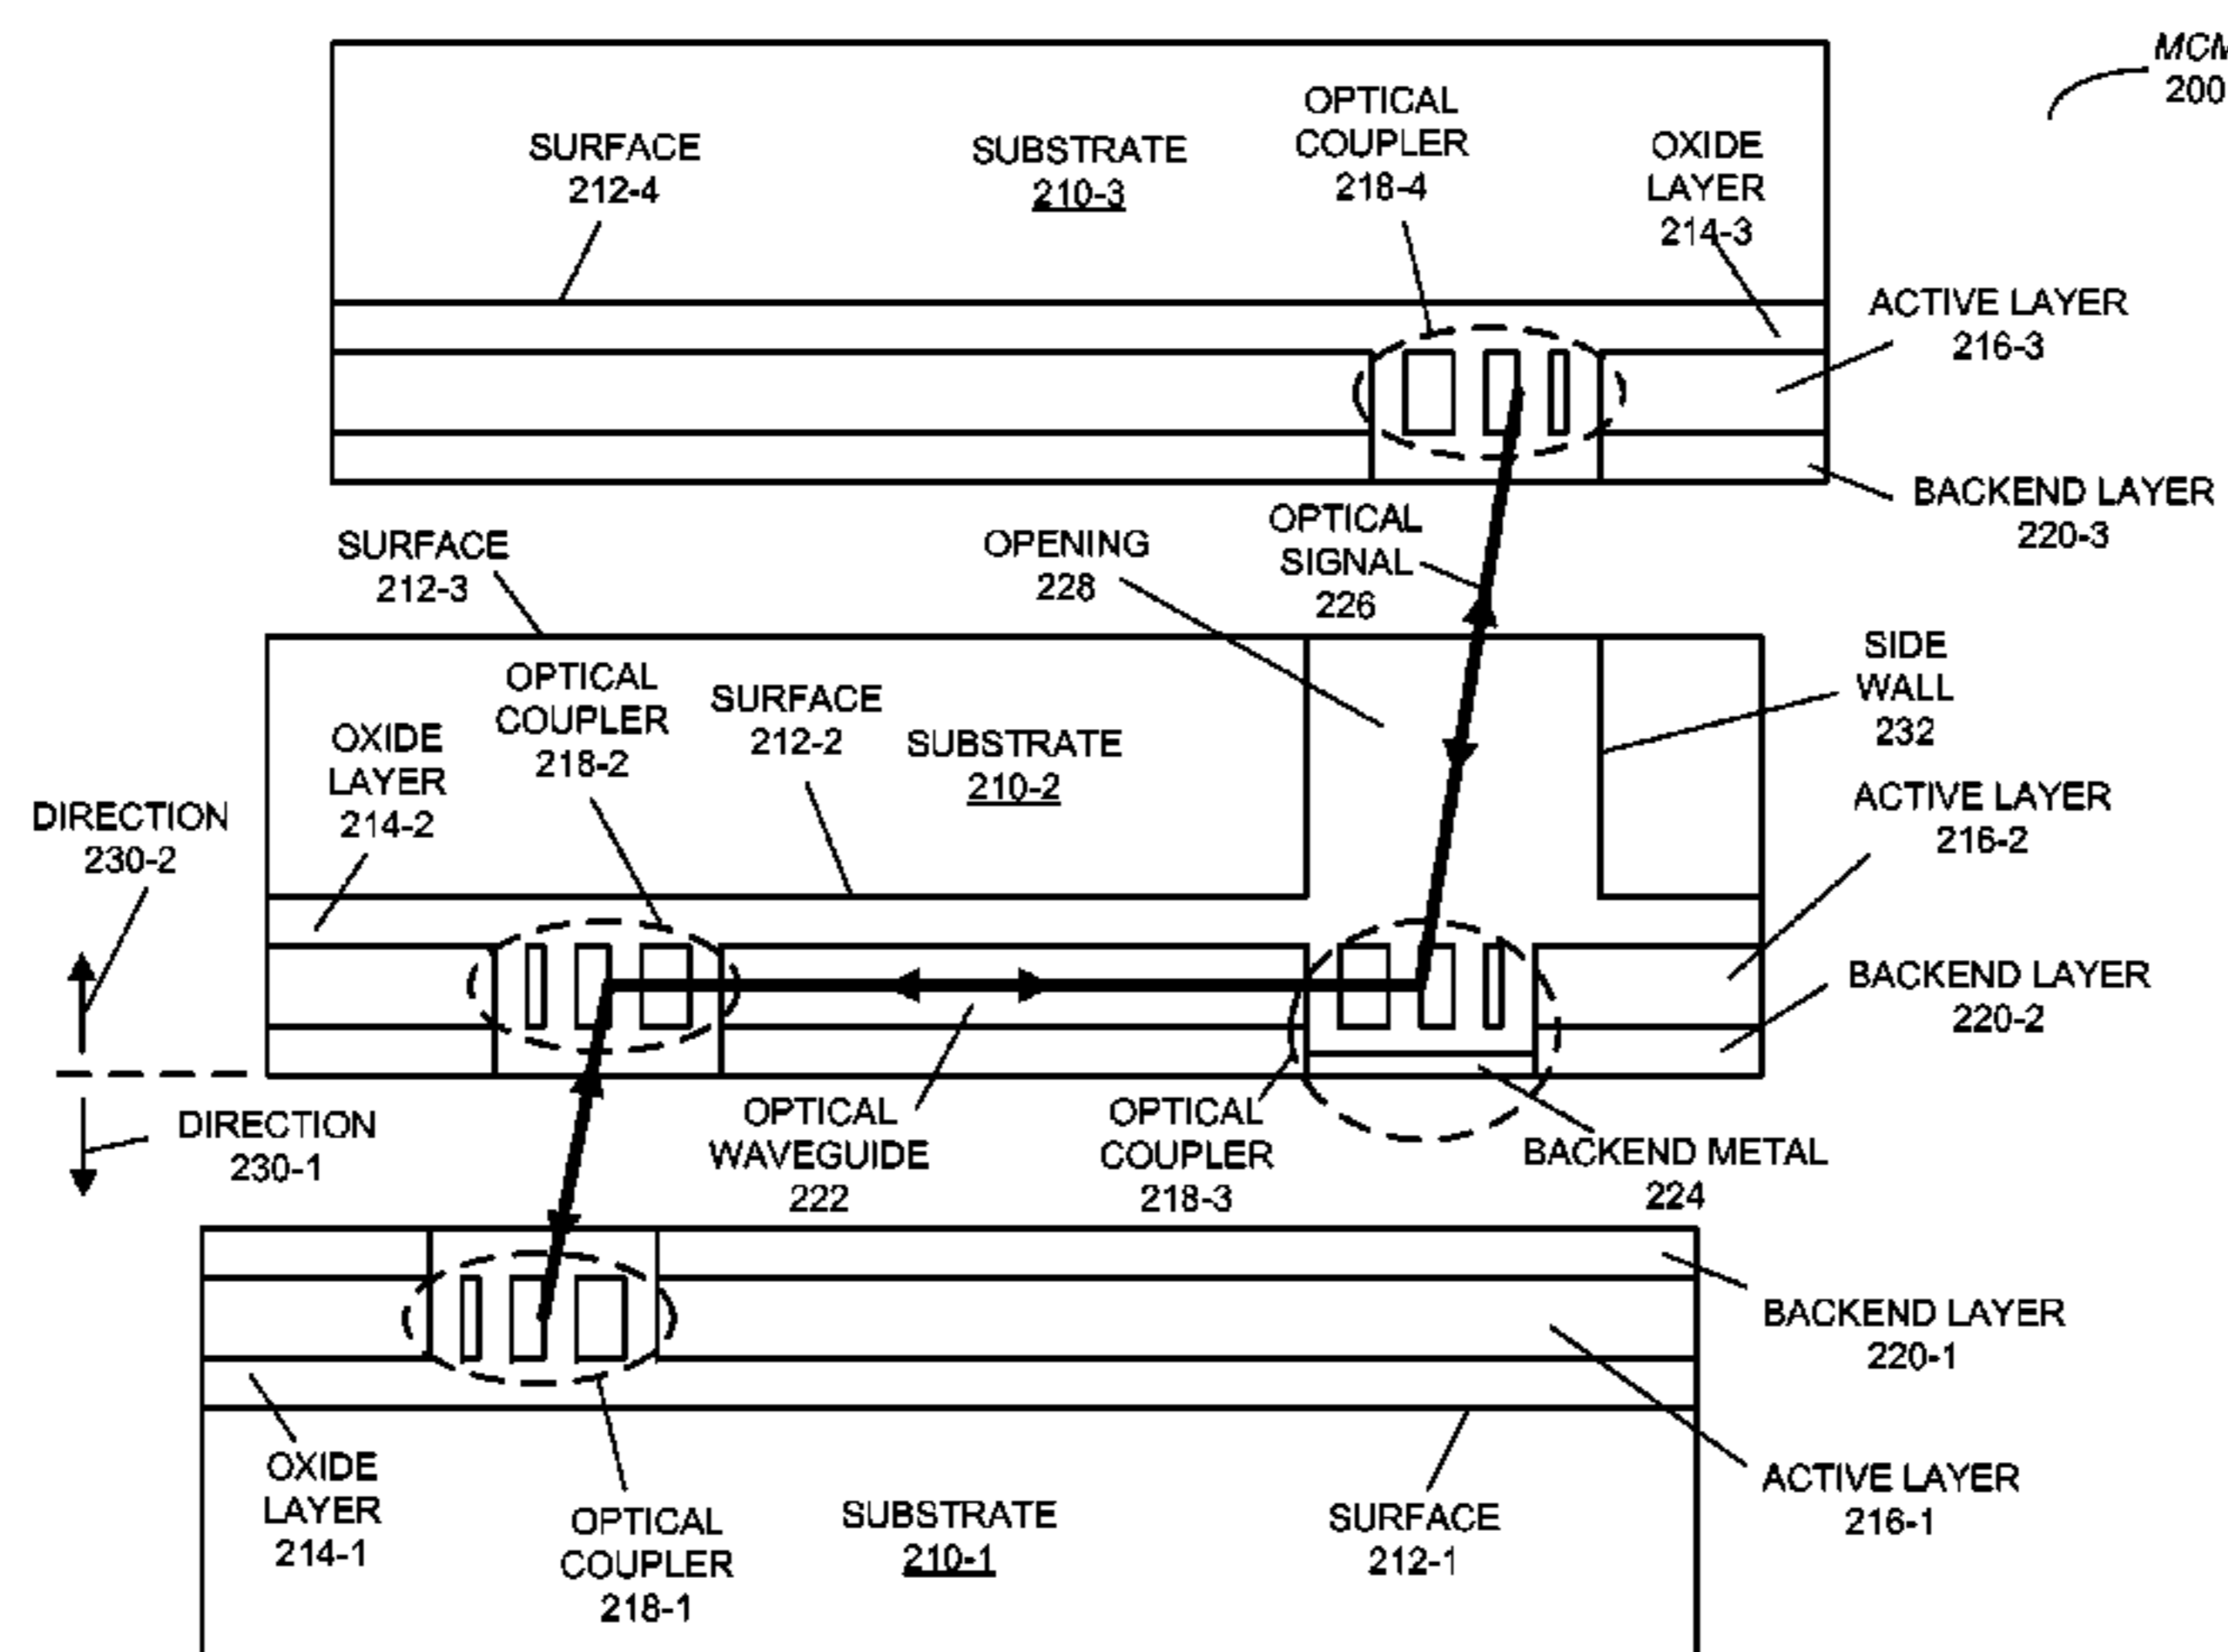 MCM
200
SURFACE
212-4
SUBSTRATE
210-3
OPTICAL
COUPLER
218-4
OXIDE
LAYER
214-3
ACTIVE LAYER
216-3
BACKEND LAYER
220-3
SURFACE
212-3
OPENING
228
OPTICAL
SIGNAL
226
SIDE
WALL
232
OPTICAL
COUPLER
218-2
SURFACE
212-2
SUBSTRATE
210-2
OXIDE
LAYER
214-2
DIRECTION
230-2
ACTIVE LAYER
216-2
BACKEND LAYER
220-2
DIRECTION
230-1
OPTICAL
WAVEGUIDE
222
OPTICAL
COUPLER
218-3
BACKEND METAL
224
BACKEND LAYER
220-1
OXIDE
LAYER
214-1
OPTICAL
COUPLER
218-1
SUBSTRATE
210-1
SURFACE
212-1
ACTIVE LAYER
216-1